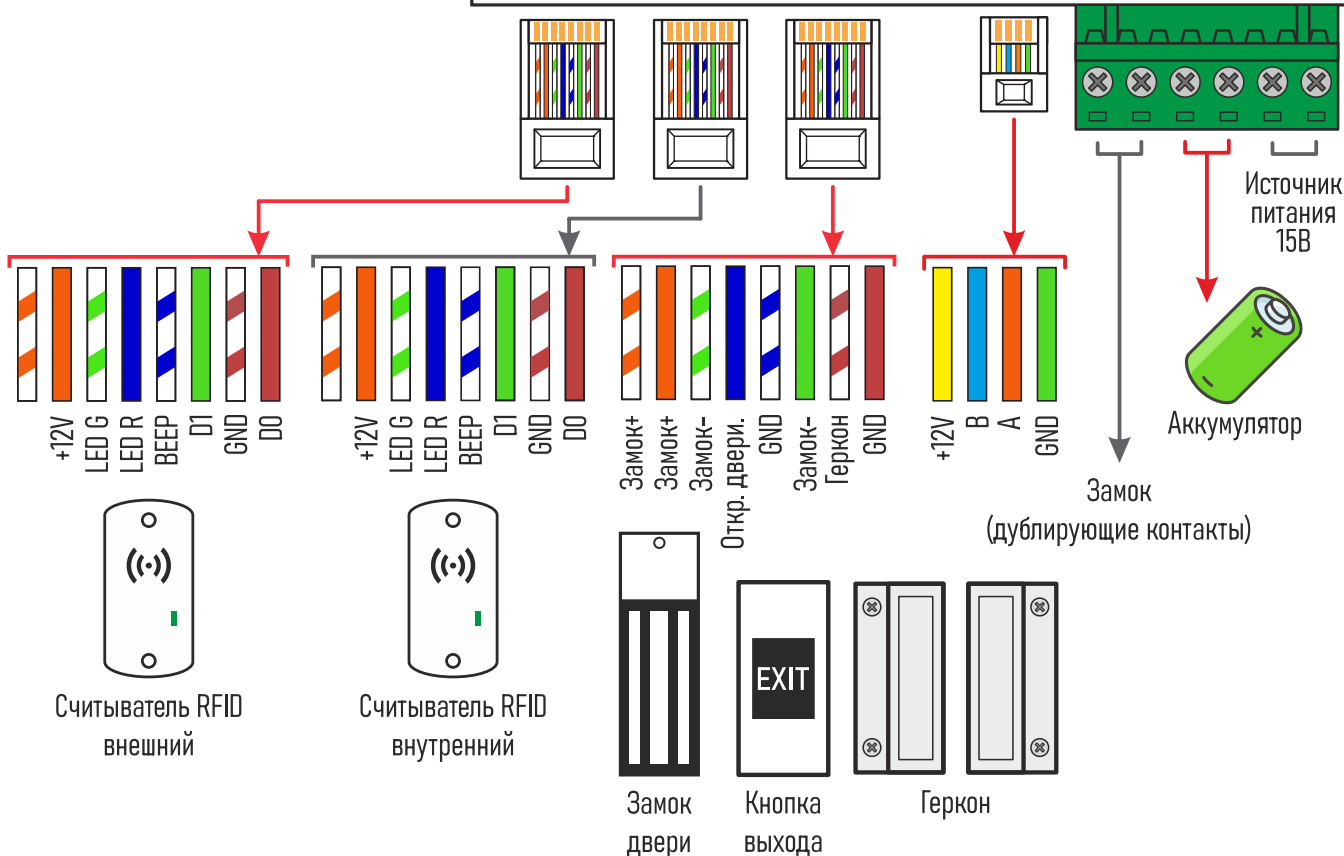 Источник
питания
15В
+12V
LED G
LED R
BEEP
D1
GND
D0
+12V
LED G
LED R
BEEP
D1
GND
D0
Замок+
Замок+
Замок-
Откр. двери.
GND
Замок-
Геркон
GND
+12V
B
A
GND
Аккумулятор
Замок
(дублирующие контакты)
EXIT
Считыватель RFID
внешний
Считыватель RFID
внутренний
Замок
двери
Кнопка
выхода
Геркон